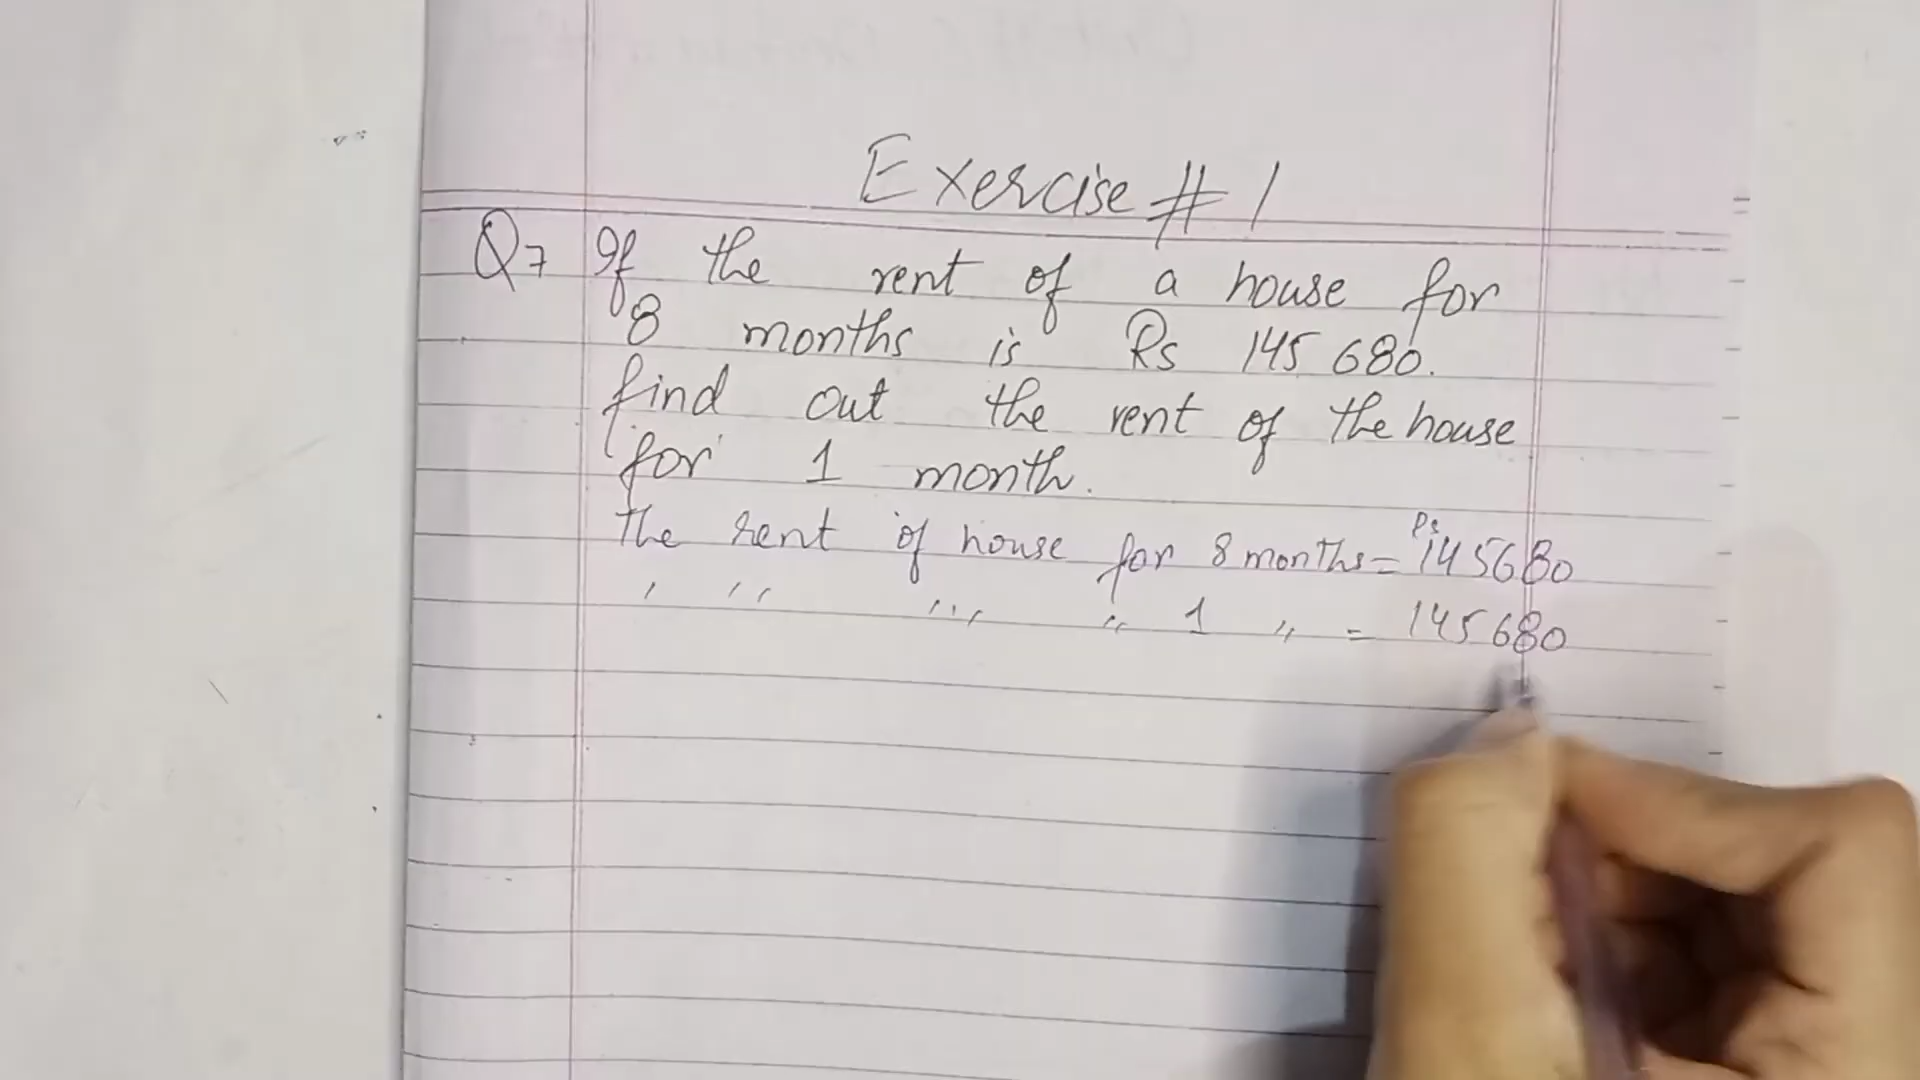 Exercise # 1
Q7 If the rent of a house for
8 months is Rs 145 680.
find out the rent of the house
for 1 month.
The rent of house for 8 months = Rs 145680
" " " " 1 " = 145680